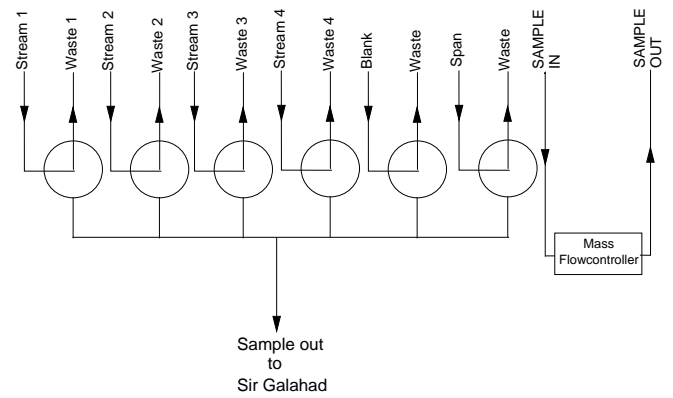 Stream 1
Waste 1
Stream 2
Waste 2
Stream 3
Waste 3
Stream 4
Waste 4
Blank
Waste
Span
Waste
SAMPLE
IN
SAMPLE
OUT
Mass
Flowcontroller
Sample out
to
Sir Galahad